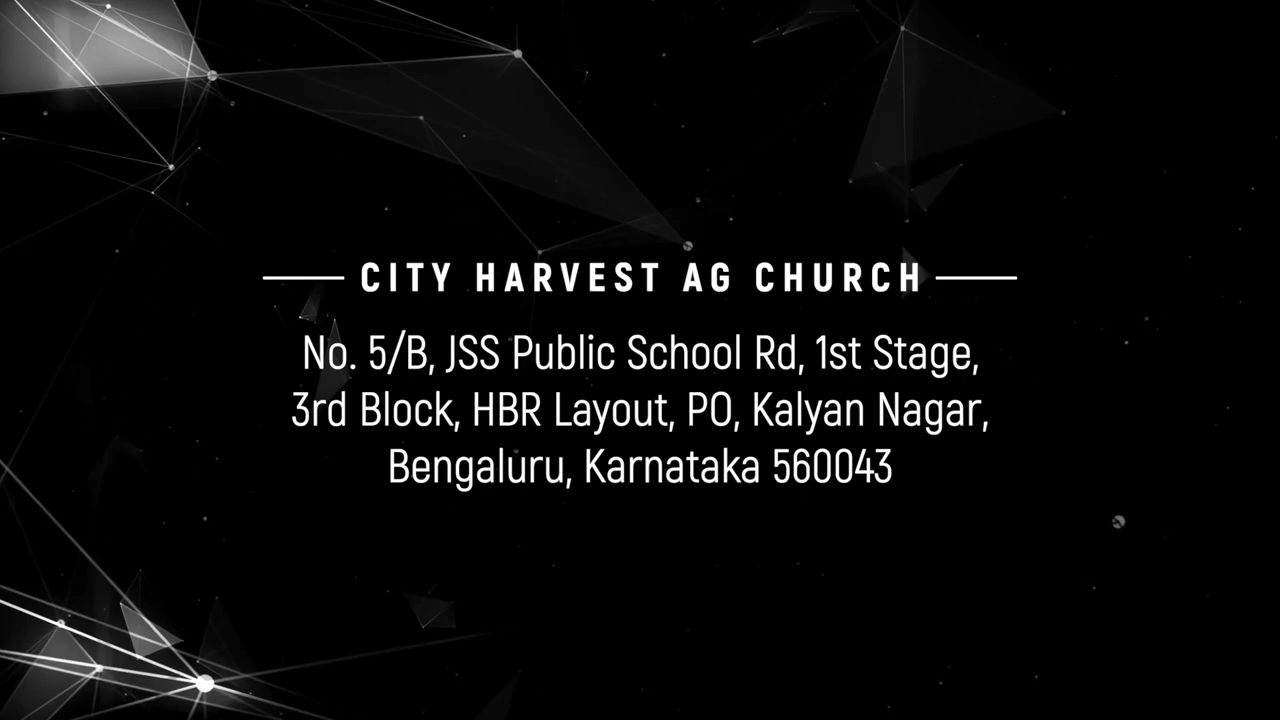 CITY HARVEST AG CHURCH
No. 5/B, JSS Public School Rd, 1st Stage,
3rd Block, HBR Layout, PO, Kalyan Nagar,
Bengaluru, Karnataka 560043